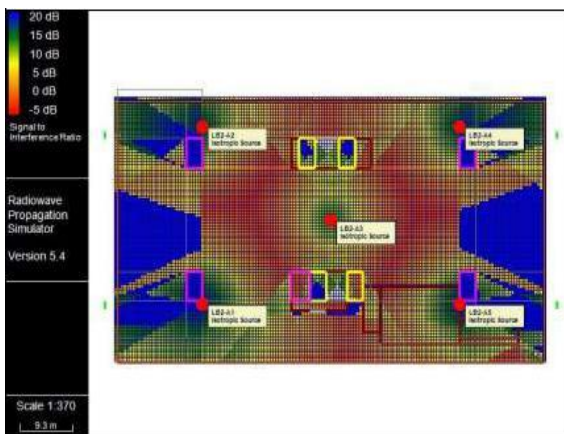 20 dB
15 dB
10 dB
5 dB
0 dB
-5 dB
Signal to
Interference Ratio
Radiowave
Propagation
Simulator
Version 5.4
Scale 1:370
9.3 m
LB2-A2
Isotropic Source
LB2-A4
Isotropic Source
LB2-A3
Isotropic Source
LB2-A1
Isotropic Source
LB2-A5
Isotropic Source